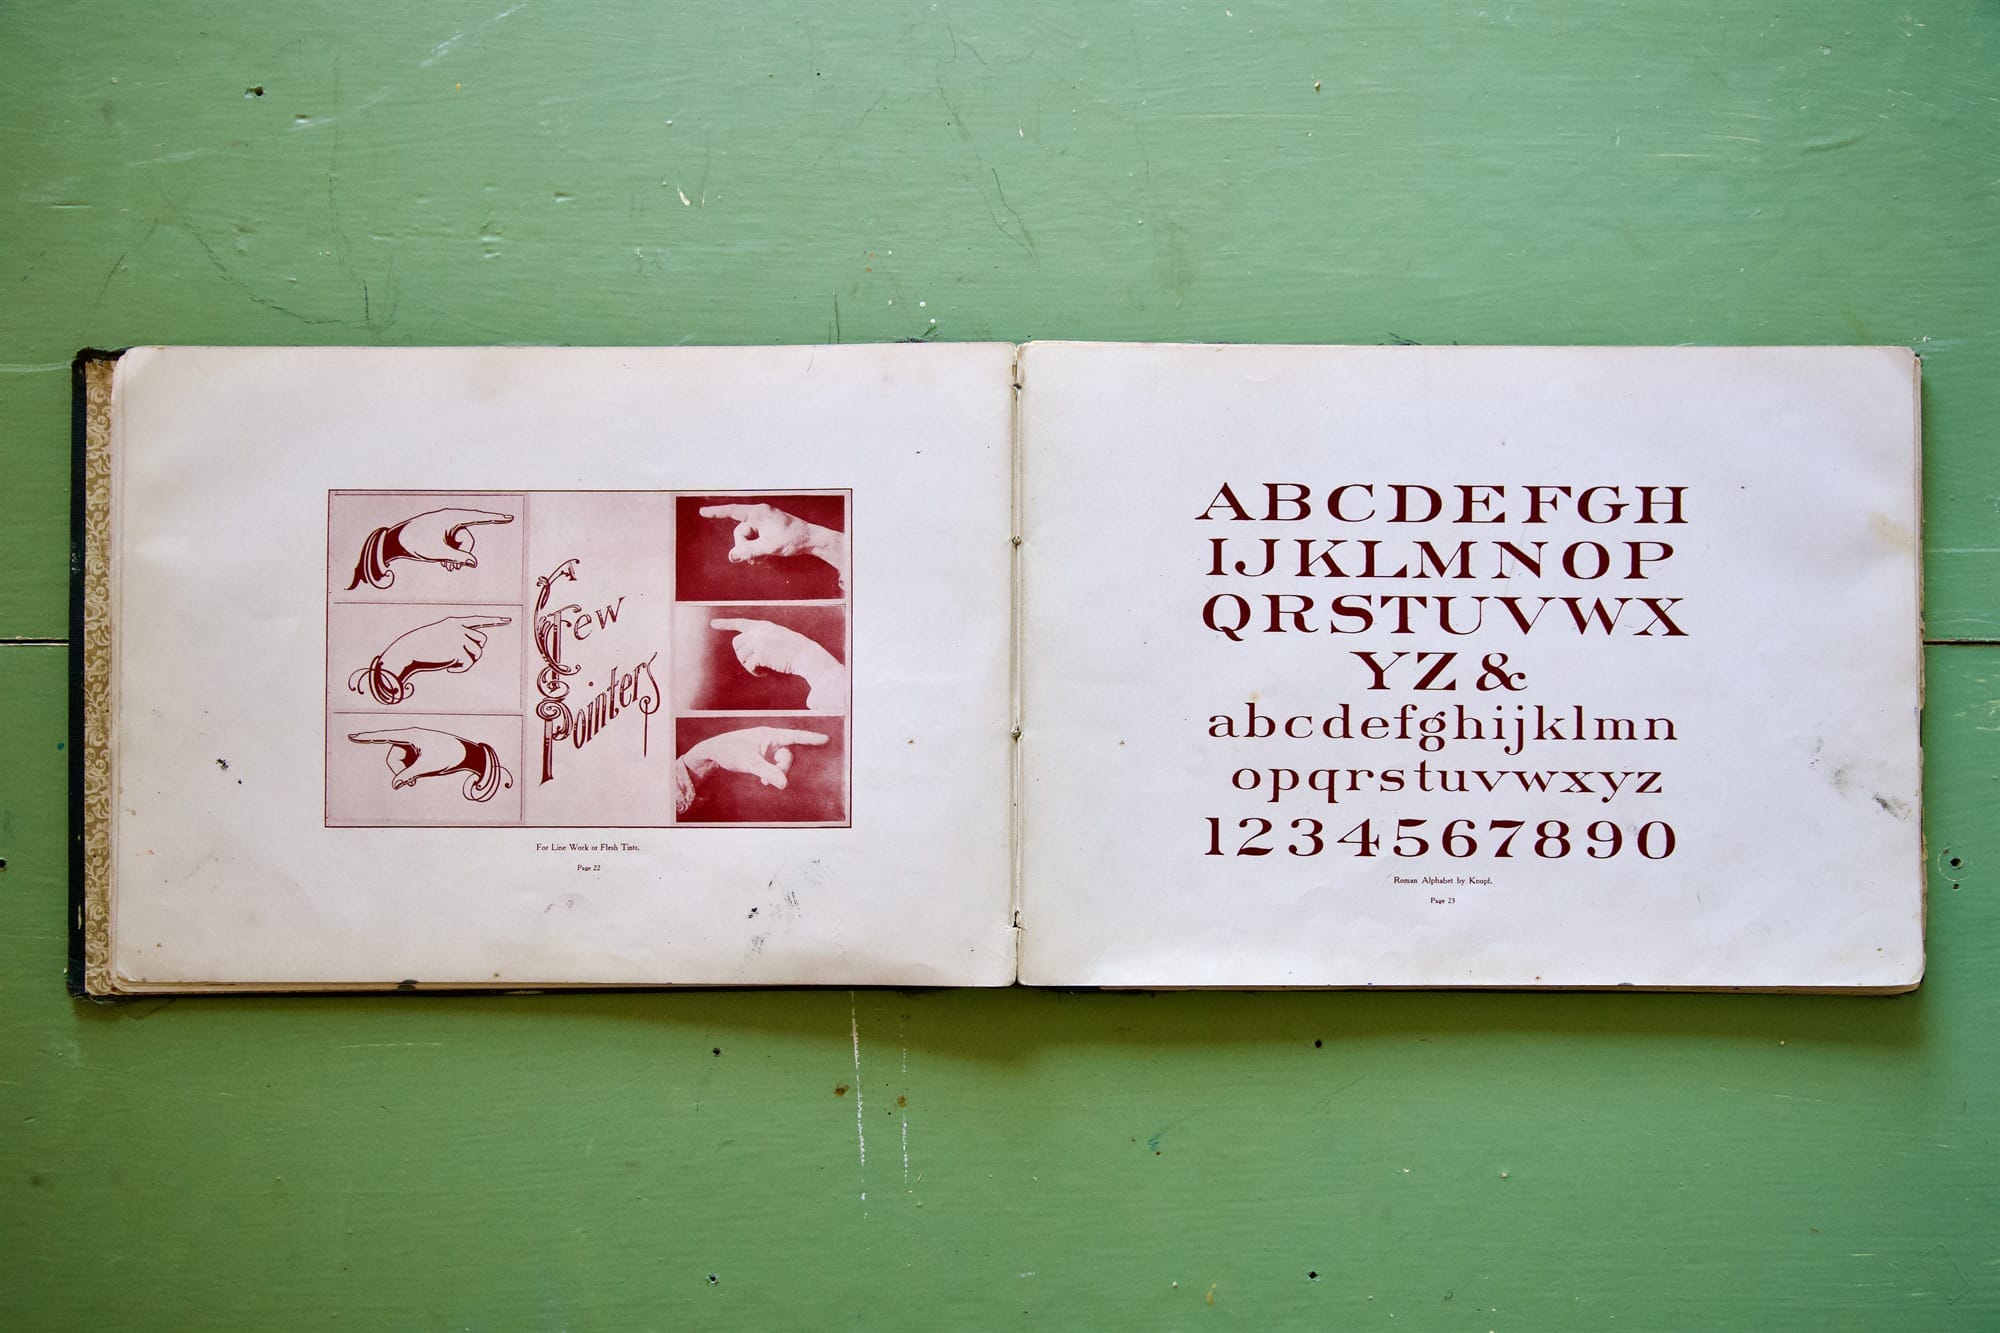 A
Few
Pointers
For Line Work or Flesh Tints.
Page 22
ABCDEFGH
IJKLMNOP
QRSTUVWX
YZ &
abcdefghijklmn
opqrstuvwxyz
1234567890
Roman Alphabet by Knopf.
Page 23